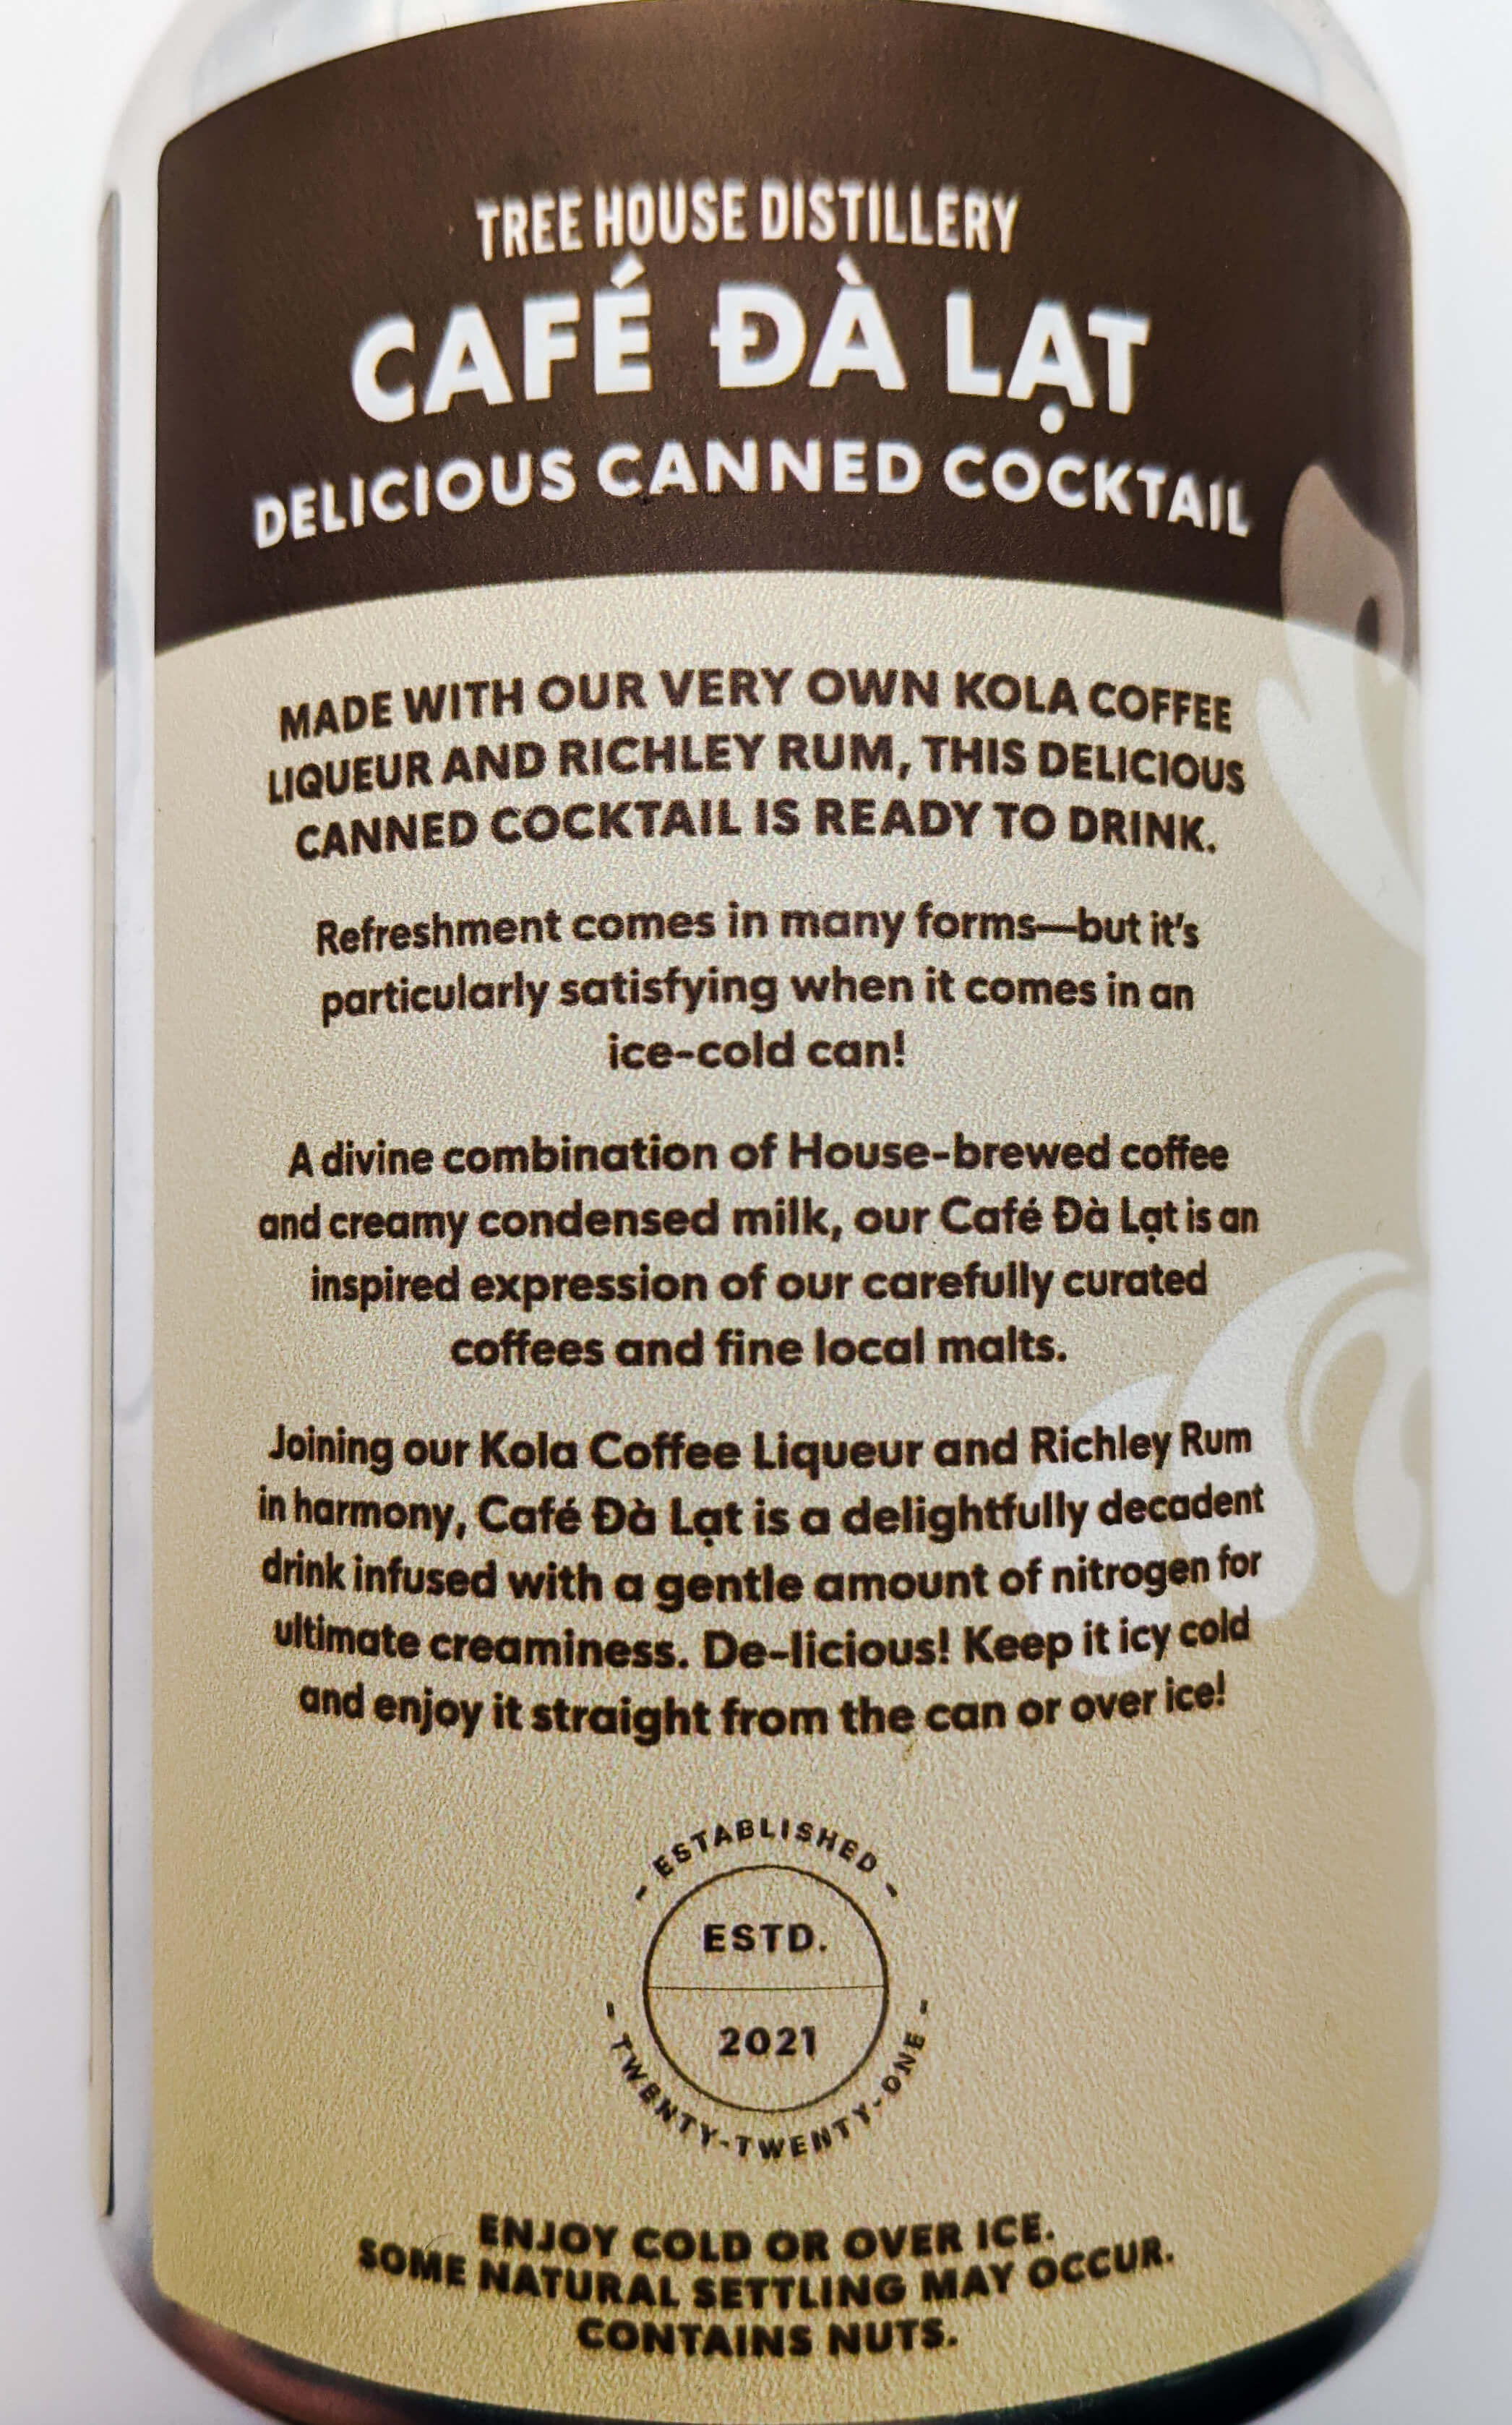 TREE HOUSE DISTILLERY
CAFÉ ĐÀ LẠT
DELICIOUS CANNED COCKTAIL
MADE WITH OUR VERY OWN KOLA COFFEE
LIQUEUR AND RICHLEY RUM, THIS DELICIOUS
CANNED COCKTAIL IS READY TO DRINK.
Refreshment comes in many forms—but it's
particularly satisfying when it comes in an
ice-cold can!
A divine combination of House-brewed coffee
and creamy condensed milk, our Café Đà Lạt is an
inspired expression of our carefully curated
coffees and fine local malts.
Joining our Kola Coffee Liqueur and Richley Rum
in harmony, Café Đà Lạt is a delightfully decadent
drink infused with a gentle amount of nitrogen for
ultimate creaminess. De-licious! Keep it icy cold
and enjoy it straight from the can or over ice!
- ESTABLISHED -
ESTD.
2021
- TWENTY-TWENTY-ONE -
ENJOY COLD OR OVER ICE.
SOME NATURAL SETTLING MAY OCCUR.
CONTAINS NUTS.